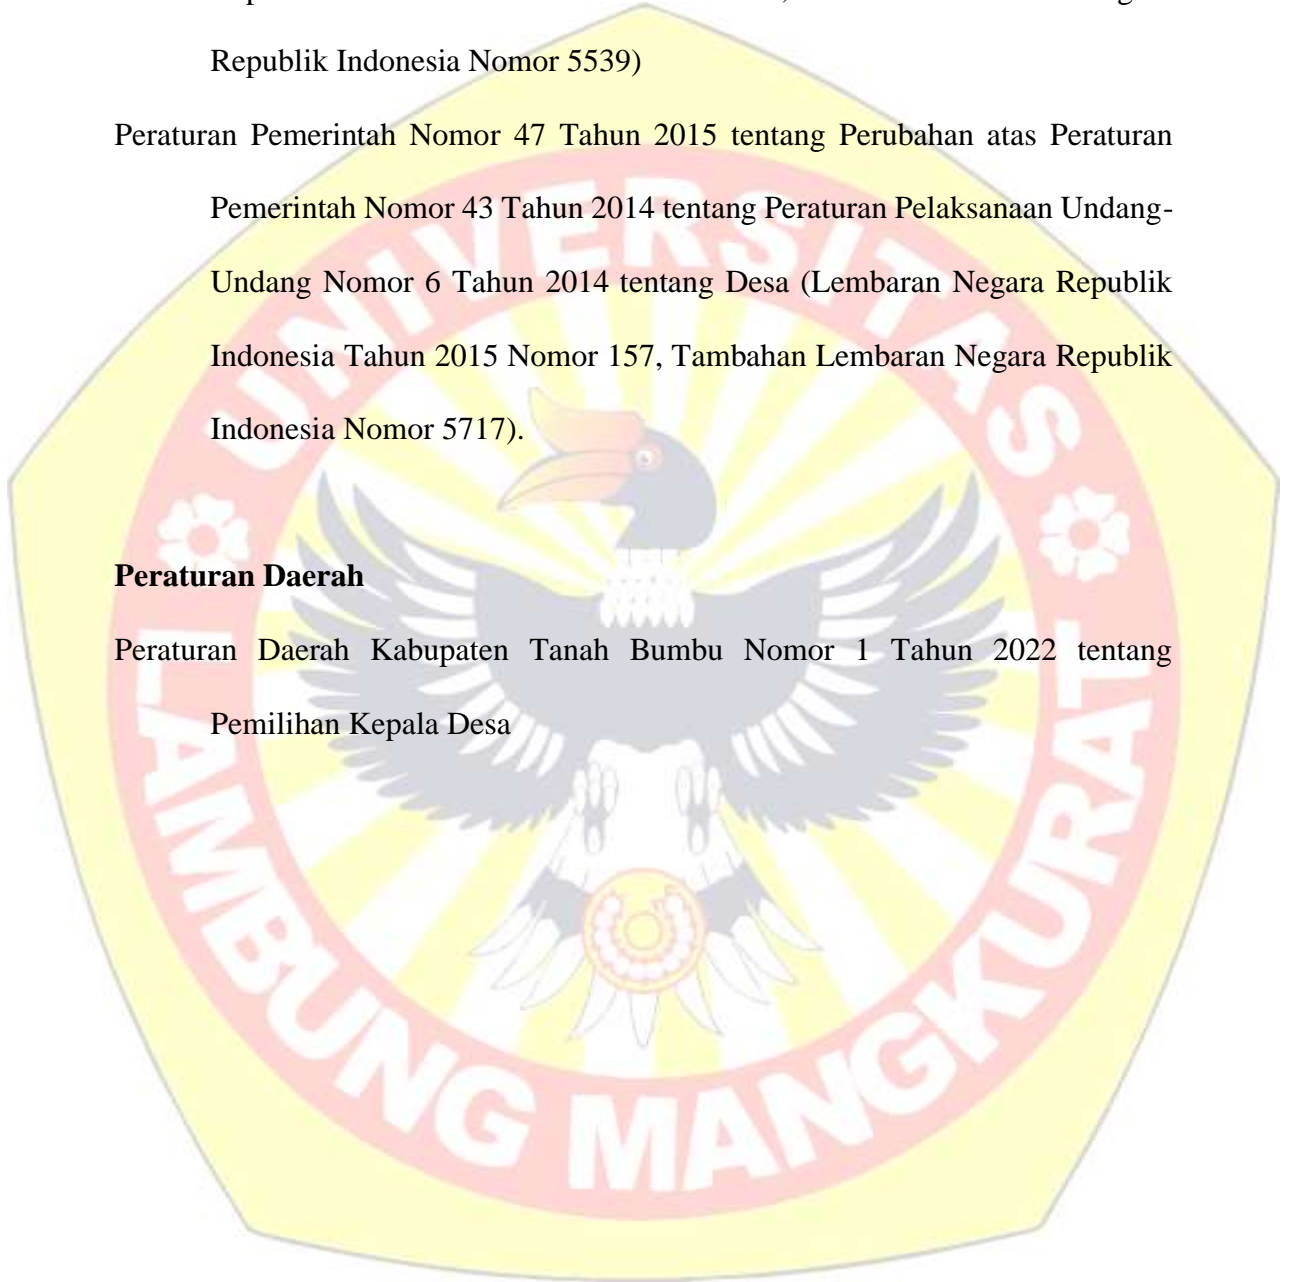 Republik Indonesia Nomor 5539)
Peraturan Pemerintah Nomor 47 Tahun 2015 tentang Perubahan atas Peraturan
Pemerintah Nomor 43 Tahun 2014 tentang Peraturan Pelaksanaan Undang-
Undang Nomor 6 Tahun 2014 tentang Desa (Lembaran Negara Republik
Indonesia Tahun 2015 Nomor 157, Tambahan Lembaran Negara Republik
Indonesia Nomor 5717).
Peraturan Daerah
Peraturan Daerah Kabupaten Tanah Bumbu Nomor 1 Tahun 2022 tentang
Pemilihan Kepala Desa
UNIVERSITAS
LAMBUNG MANGKURAT